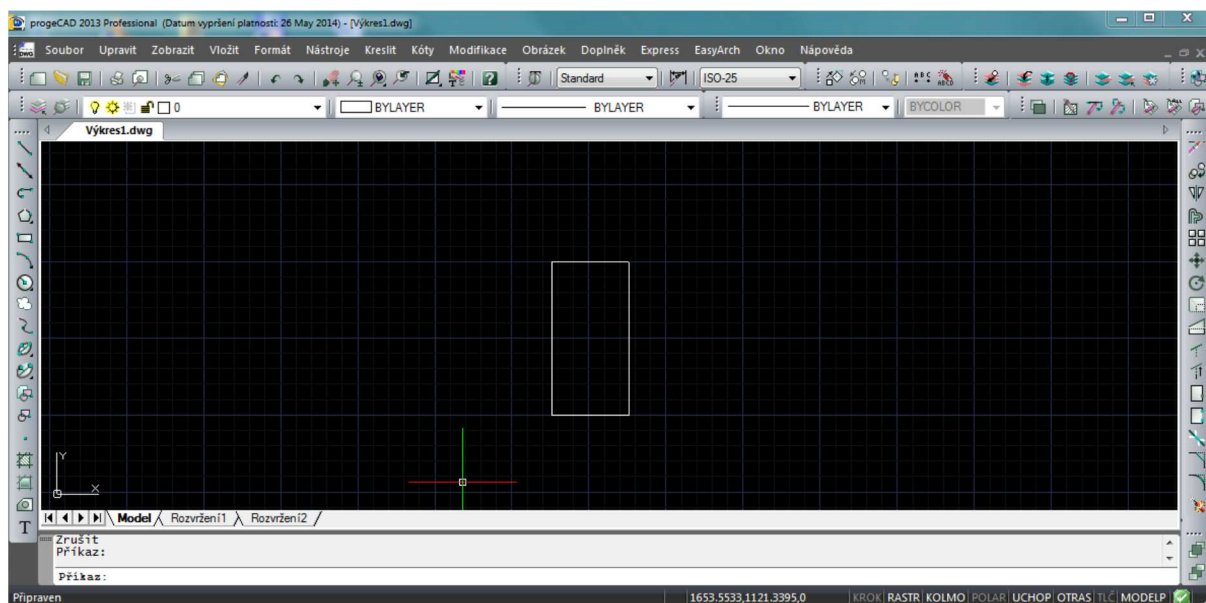 progeCAD 2013 Professional (Datum vypršení platnosti: 26 May 2014) - [Výkres1.dwg]
Soubor Upravit Zobrazit Vložit Formát Nástroje Kreslit Kóty Modifikace Obrázek Doplněk Express EasyArch Okno Nápověda
Standard ISO-25
0 BYLAYER BYLAYER BYLAYER BYCOLOR
Výkres1.dwg
Y
X
Model Rozvržení1 Rozvržení2
T
Zrušit
Příkaz:
Příkaz:
Připraven 1653.5533,1121.3395,0 KROK RASTR KOLMO POLAR UCHOP OTRAS TLČ MODELP